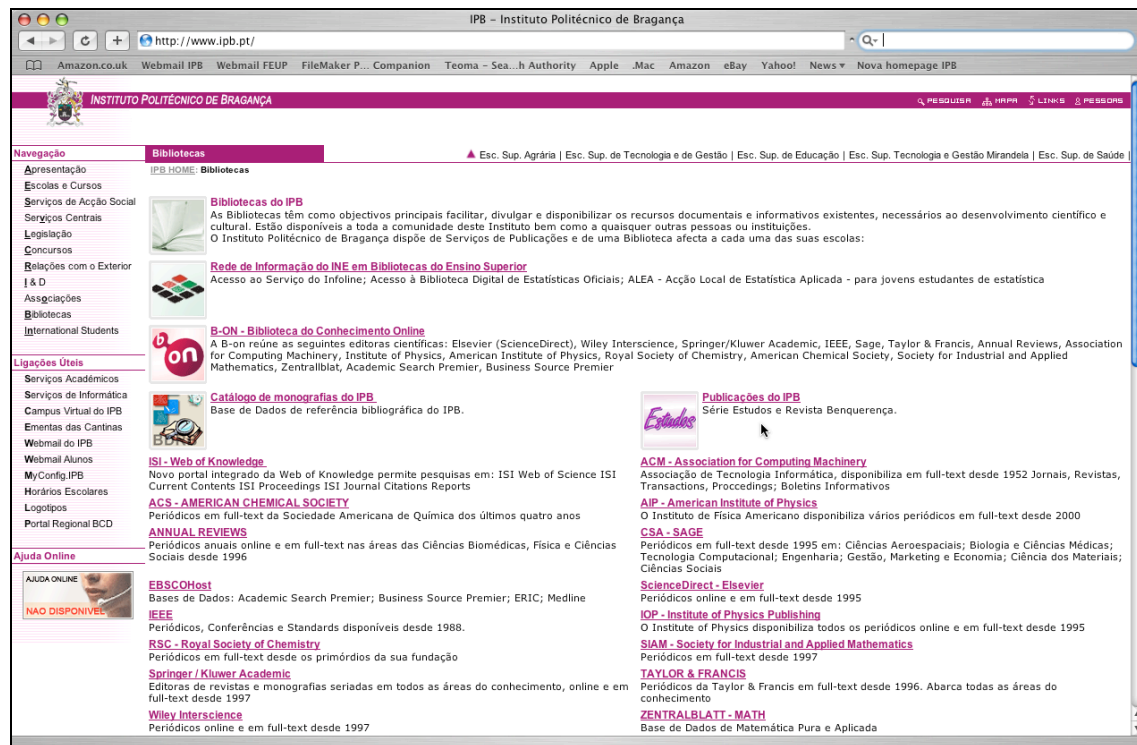 IPB – Instituto Politécnico de Bragança
http://www.ipb.pt/
Amazon.co.uk Webmail IPB Webmail FEUP FileMaker P... Companion Teoma – Sea...h Authority Apple .Mac Amazon eBay Yahoo! News ▾ Nova homepage IPB
INSTITUTO POLITÉCNICO DE BRAGANÇA
PESQUISA MAPA LINKS PESSOAS
Navegação
Apresentação
Escolas e Cursos
Serviços de Acção Social
Serviços Centrais
Legislação
Concursos
Relações com o Exterior
I & D
Associações
Bibliotecas
International Students
Ligações Úteis
Serviços Académicos
Serviços de Informática
Campus Virtual do IPB
Ementas das Cantinas
Webmail do IPB
Webmail Alunos
MyConfig.IPB
Horários Escolares
Logotipos
Portal Regional BCD
Ajuda Online
AJUDA ONLINE
NAO DISPONIVEL
Bibliotecas
Esc. Sup. Agrária | Esc. Sup. de Tecnologia e de Gestão | Esc. Sup. de Educação | Esc. Sup. Tecnologia e Gestão Mirandela | Esc. Sup. de Saúde |
IPB HOME: Bibliotecas
Bibliotecas do IPB
As Bibliotecas têm como objectivos principais facilitar, divulgar e disponibilizar os recursos documentais e informativos existentes, necessários ao desenvolvimento científico e
cultural. Estão disponíveis a toda a comunidade deste Instituto bem como a quaisquer outras pessoas ou instituições.
O Instituto Politécnico de Bragança dispõe de Serviços de Publicações e de uma Biblioteca afecta a cada uma das suas escolas:
Rede de Informação do INE em Bibliotecas do Ensino Superior
Acesso ao Serviço do Infoline; Acesso à Biblioteca Digital de Estatísticas Oficiais; ALEA - Acção Local de Estatística Aplicada - para jovens estudantes de estatística
b on
B-ON - Biblioteca do Conhecimento Online
A B-on reúne as seguintes editoras científicas: Elsevier (ScienceDirect), Wiley Interscience, Springer/Kluwer Academic, IEEE, Sage, Taylor & Francis, Annual Reviews, Association
for Computing Machinery, Institute of Physics, American Institute of Physics, Royal Society of Chemistry, American Chemical Society, Society for Industrial and Applied
Mathematics, Zentrallblat, Academic Search Premier, Business Source Premier
Catálogo de monografias do IPB
Base de Dados de referência bibliográfica do IPB.
Estudos
Publicações do IPB
Série Estudos e Revista Benquerença.
ISI - Web of Knowledge
Novo portal integrado da Web of Knowledge permite pesquisas em: ISI Web of Science ISI
Current Contents ISI Proceedings ISI Journal Citations Reports
ACS - AMERICAN CHEMICAL SOCIETY
Periódicos em full-text da Sociedade Americana de Química dos últimos quatro anos
ANNUAL REVIEWS
Periódicos anuais online e em full-text nas áreas das Ciências Biomédicas, Física e Ciências
Sociais desde 1996
EBSCOHost
Bases de Dados: Academic Search Premier; Business Source Premier; ERIC; Medline
IEEE
Periódicos, Conferências e Standards disponíveis desde 1988.
RSC - Royal Society of Chemistry
Periódicos em full-text desde os primórdios da sua fundação
Springer / Kluwer Academic
Editoras de revistas e monografias seriadas em todos as áreas do conhecimento, online e em
full-text desde 1997
Wiley Interscience
Periódicos online e em full-text desde 1997
ACM - Association for Computing Machinery
Associação de Tecnologia Informática, disponibiliza em full-text desde 1952 Jornais, Revistas,
Transactions, Proccedings; Boletins Informativos
AIP - American Institute of Physics
O Instituto de Físíca Americano disponibiliza vários periódicos em full-text desde 2000
CSA - SAGE
Periódicos em full-text desde 1995 em: Ciências Aeroespaciais; Biologia e Ciências Médicas;
Tecnologia Computacional; Engenharia; Gestão, Marketing e Economia; Ciência dos Materiais;
Ciências Sociais
ScienceDirect - Elsevier
Periódicos online e em full-text desde 1995
IOP - Institute of Physics Publishing
O Institute of Physics disponibiliza todos os periódicos online e em full-text desde 1995
SIAM - Society for Industrial and Applied Mathematics
Periódicos em full-text desde 1997
TAYLOR & FRANCIS
Periódicos da Taylor & Francis em full-text desde 1996. Abarca todas as áreas do
conhecimento
ZENTRALBLATT - MATH
Base de Dados de Matemática Pura e Aplicada